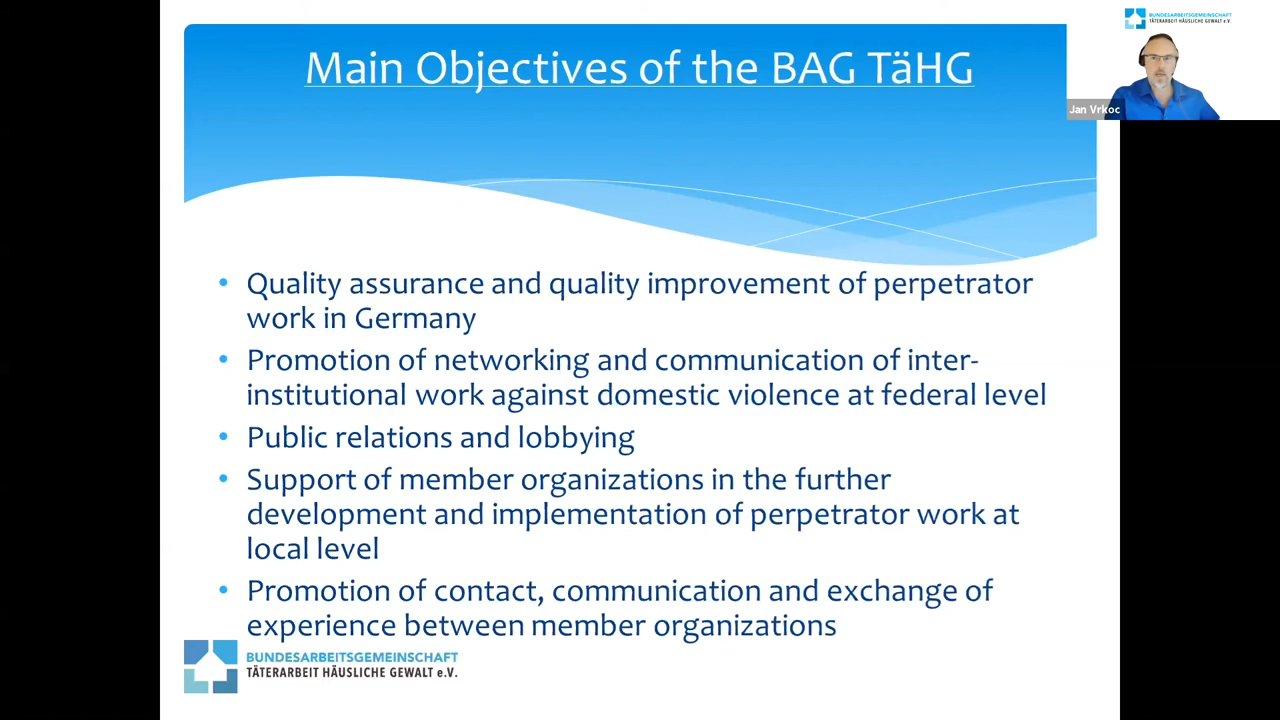 Main Objectives of the BAG TäHG
BUNDESARBEITSGEMEINSCHAFT
TÄTERARBEIT HÄUSLICHE GEWALT e.V.
Jan Vrkoc
• Quality assurance and quality improvement of perpetrator
work in Germany
• Promotion of networking and communication of inter-
institutional work against domestic violence at federal level
• Public relations and lobbying
• Support of member organizations in the further
development and implementation of perpetrator work at
local level
• Promotion of contact, communication and exchange of
experience between member organizations
BUNDESARBEITSGEMEINSCHAFT
TÄTERARBEIT HÄUSLICHE GEWALT e.V.